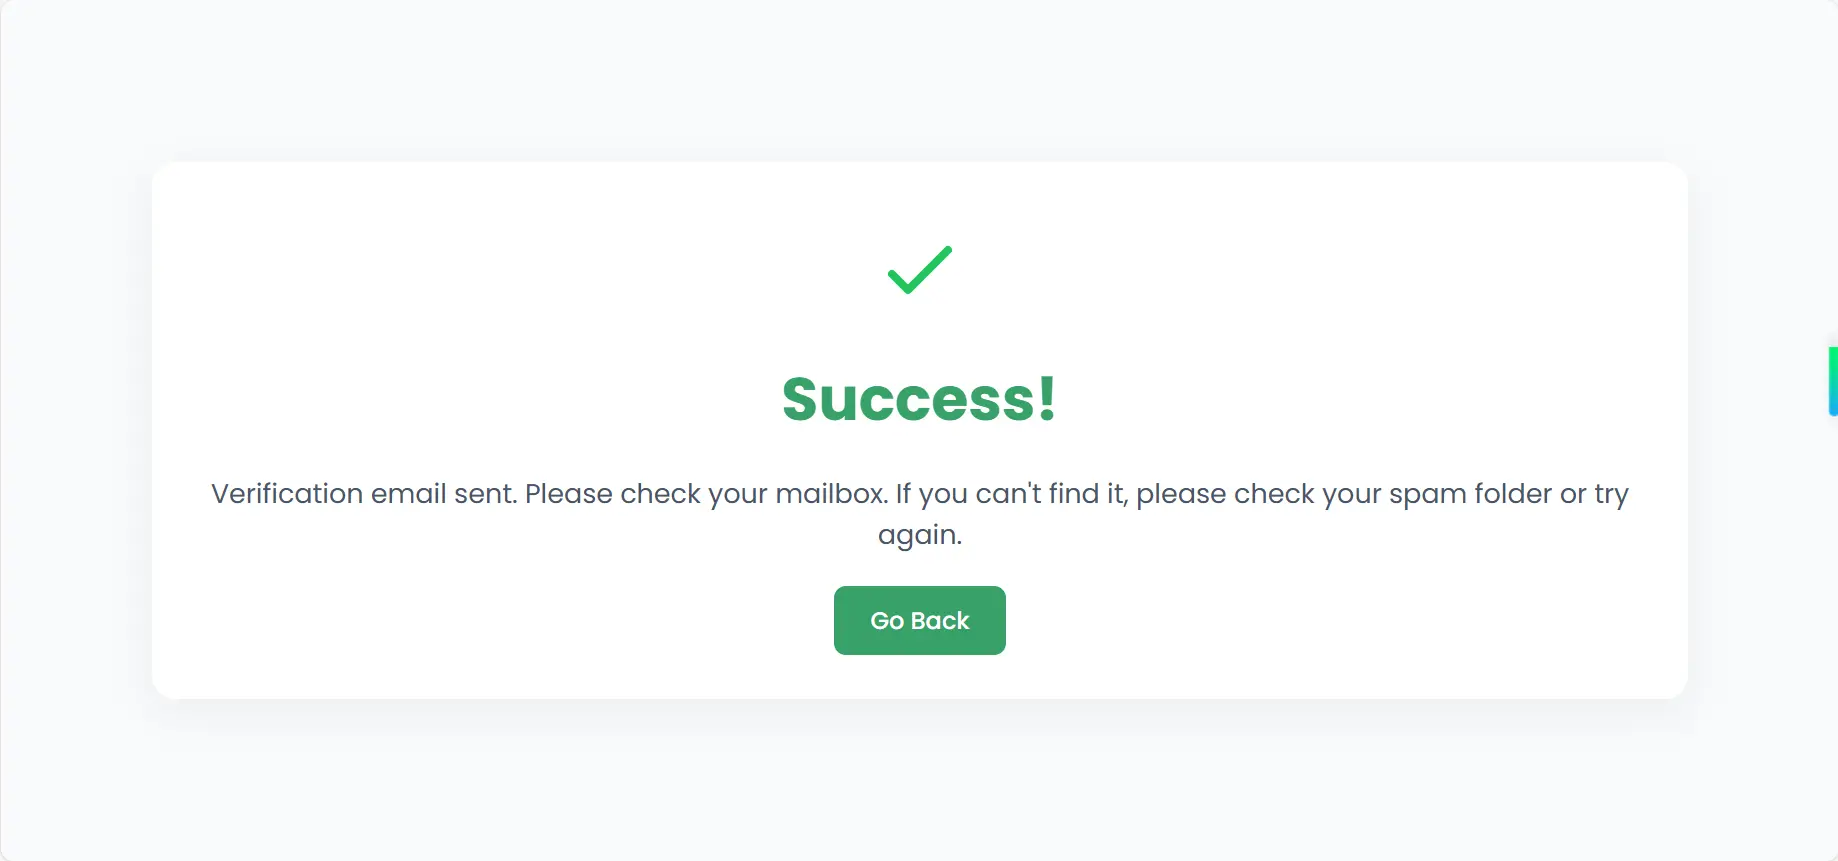 Success!
Verification email sent. Please check your mailbox. If you can't find it, please check your spam folder or try
again.
Go Back